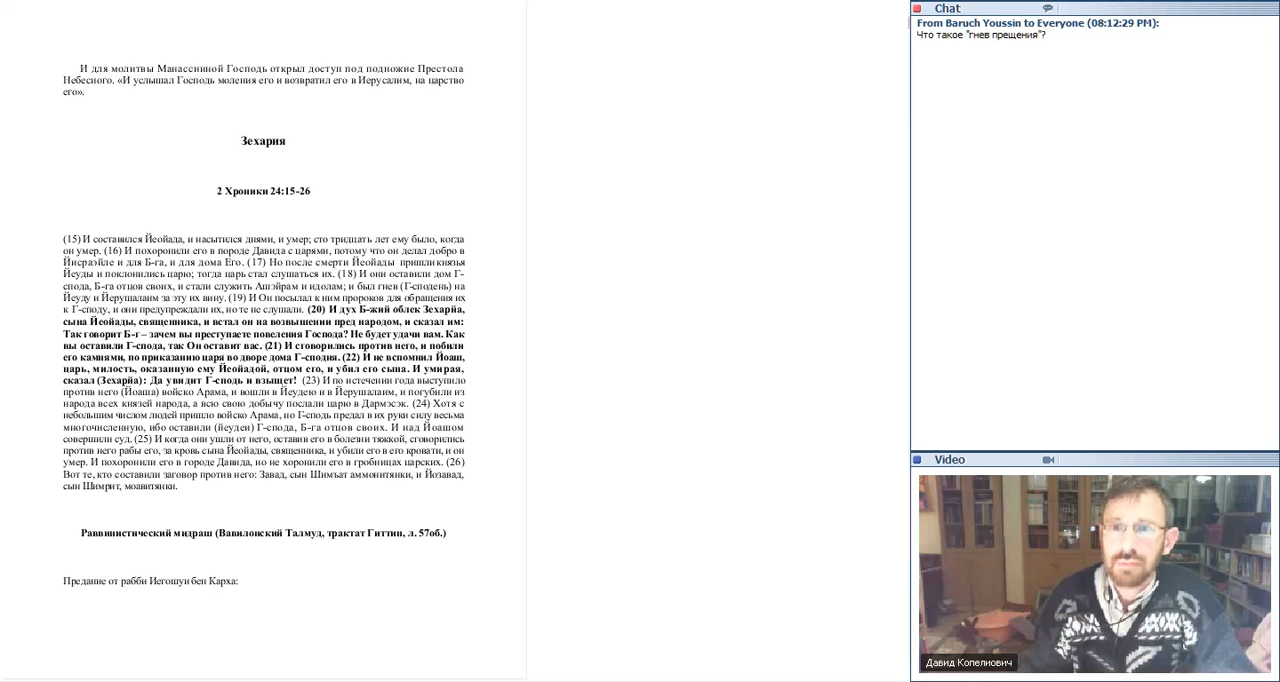 И для молитвы Манассииной Господь открыл доступ под подножие Престола
Небесного. «И услышал Господь моления его и возвратил его в Иерусалим, на царство
его».
Зехария
2 Хроники 24:15-26
(15) И составился Йеойада, и насытился днями, и умер; сто тридцать лет ему было, когда
он умер. (16) И похоронили его в породе Давида с царями, потому что он делал добро в
Йисраэйле и для Б-га, и для дома Его. (17) Но после смерти Йеойады пришли князья
Йеуды и поклонились царю; тогда царь стал слушаться их. (18) И они оставили дом Г-
спода, Б-га отцов своих, и стали служить Ашэйрам и идолам; и был гнев (Г-споdень) на
Йеуду и Йерушалаим за эту их вину. (19) И Он посылал к ним пророков для обращения их
к Г-споду, и они предупреждали их, но те не слушали. (20) И дух Б-жий облек Зехарйа,
сына Йеойады, священника, и встал он на возвышении пред народом, и сказал им:
Так говорит Б-г – зачем вы преступаете повеления Господа? Не будет удачи вам. Как
вы оставили Г-спода, так Он оставит вас. (21) И сговорились против него, и побили
его камнями, по приказанию царя во дворе дома Г-сподня. (22) И не вспомнил Йоаш,
царь, милость, оказанную ему Йеойадой, отцом его, и убил его сына. И умирая,
сказал (Зехарйа): Да увидит Г-сподь и взыщет! (23) И по истечении года выступило
против него (Йоаша) войско Арама, и вошли в Йеудею и в Йерушалаим, и погубили из
народа всех князей народа, а всю свою добычу послали царю в Дармэсэк. (24) Хотя с
небольшим числом людей пришло войско Арама, но Г-сподь предал в их руки силу весьма
многочисленную, ибо оставили (йеудеи) Г-спода, Б-га отцов своих. И над Йоашом
совершили суд. (25) И когда они ушли от него, оставив его в болезни тяжкой, сговорились
против него рабы его, за кровь сына Йеойады, священника, и убили его в его кровати, и он
умер. И похоронили его в городе Давида, но не хоронили его в гробницах царских. (26)
Вот те, кто составили заговор против него: Завад, сын Шимъат аммонитянки, и Йозавад,
сын Шимрит, моавитянки.
Раввинистический мидраш (Вавилонский Талмуд, трактат Гиттин, л. 57об.)
Предание от рабби Иегошуи бен Карха:
Chat
From Baruch Youssin to Everyone (08:12:29 PM):
Что такое "гнев прещения"?
Video
Давид Копелиович